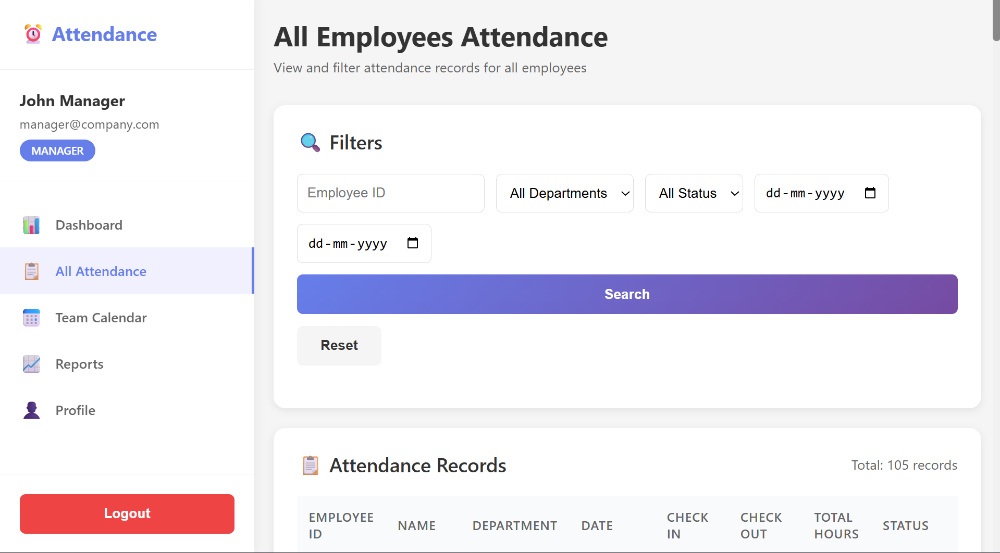 Attendance
John Manager
manager@company.com
MANAGER
Dashboard
All Attendance
Team Calendar
Reports
Profile
Logout
All Employees Attendance
View and filter attendance records for all employees
Filters
Employee ID
All Departments
All Status
dd-mm-yyyy
dd-mm-yyyy
Search
Reset
Attendance Records
Total: 105 records
EMPLOYEE ID
NAME
DEPARTMENT
DATE
CHECK IN
CHECK OUT
TOTAL HOURS
STATUS